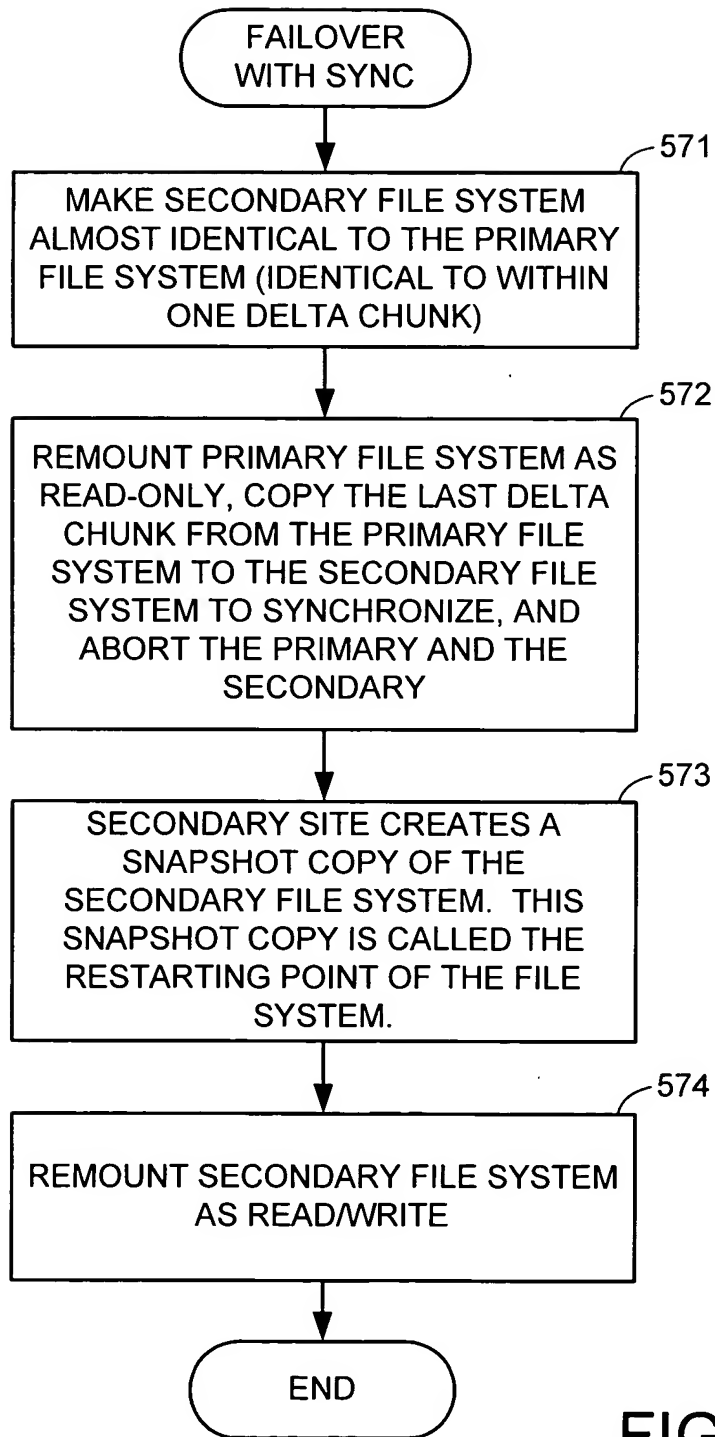 FAILOVER
WITH SYNC
571
MAKE SECONDARY FILE SYSTEM
ALMOST IDENTICAL TO THE PRIMARY
FILE SYSTEM (IDENTICAL TO WITHIN
ONE DELTA CHUNK)
572
REMOUNT PRIMARY FILE SYSTEM AS
READ-ONLY, COPY THE LAST DELTA
CHUNK FROM THE PRIMARY FILE
SYSTEM TO THE SECONDARY FILE
SYSTEM TO SYNCHRONIZE, AND
ABORT THE PRIMARY AND THE
SECONDARY
573
SECONDARY SITE CREATES A
SNAPSHOT COPY OF THE
SECONDARY FILE SYSTEM. THIS
SNAPSHOT COPY IS CALLED THE
RESTARTING POINT OF THE FILE
SYSTEM.
574
REMOUNT SECONDARY FILE SYSTEM
AS READ/WRITE
END
FIG